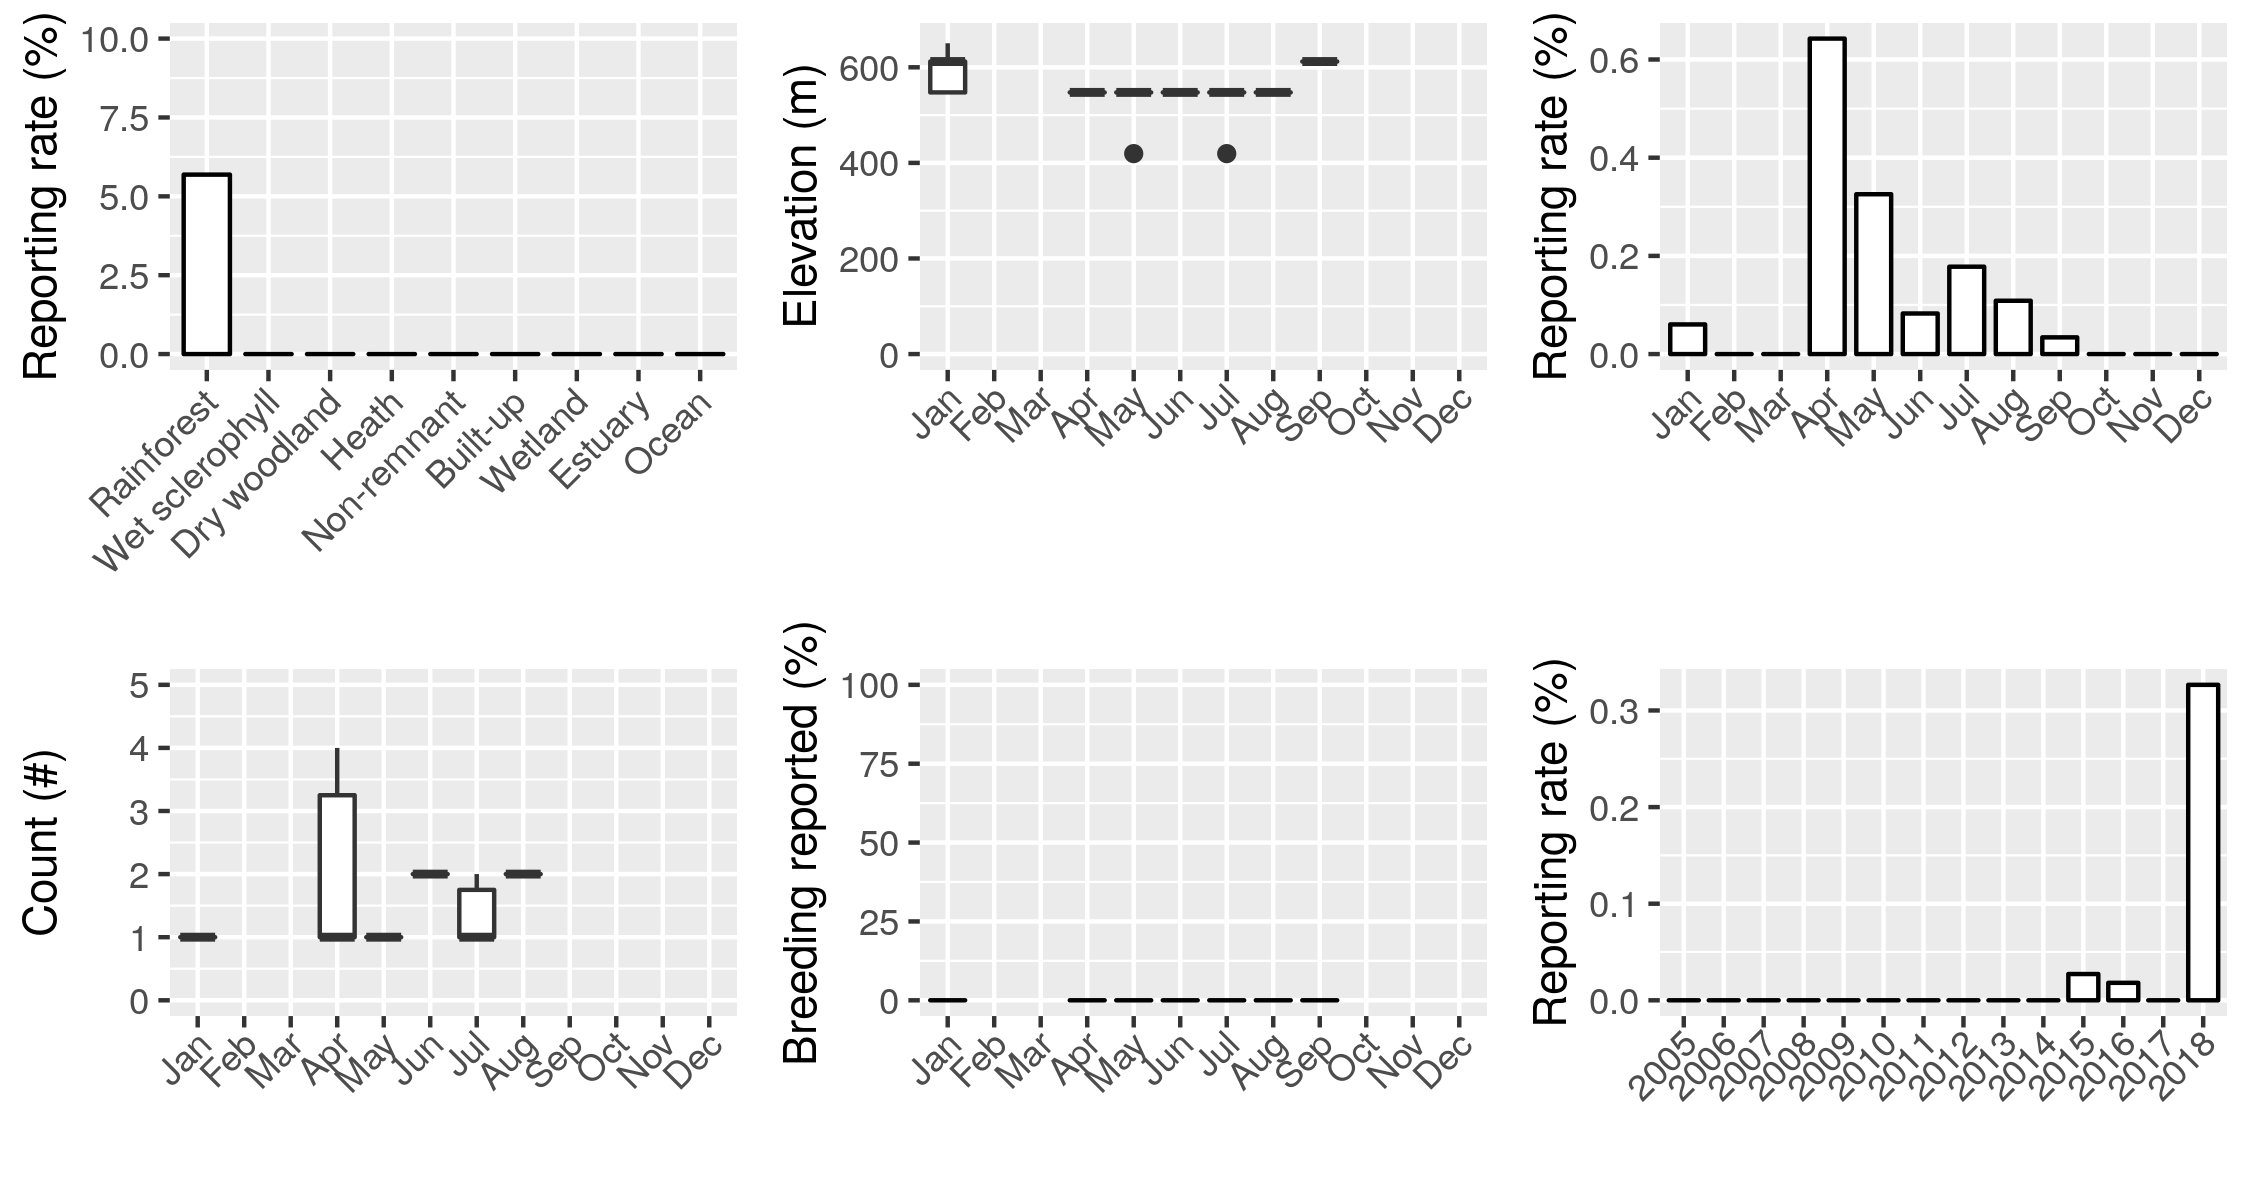 Reporting rate (%)
10.0
7.5
5.0
2.5
0.0
Rainforest
Wet sclerophyll
Dry woodland
Heath
Non-remnant
Built-up
Wetland
Estuary
Ocean
Elevation (m)
600
400
200
0
Jan
Feb
Mar
Apr
May
Jun
Jul
Aug
Sep
Oct
Nov
Dec
Reporting rate (%)
0.6
0.4
0.2
0.0
Jan
Feb
Mar
Apr
May
Jun
Jul
Aug
Sep
Oct
Nov
Dec
Count (#)
5
4
3
2
1
0
Jan
Feb
Mar
Apr
May
Jun
Jul
Aug
Sep
Oct
Nov
Dec
Breeding reported (%)
100
75
50
25
0
Jan
Feb
Mar
Apr
May
Jun
Jul
Aug
Sep
Oct
Nov
Dec
Reporting rate (%)
0.3
0.2
0.1
0.0
2005
2006
2007
2008
2009
2010
2011
2012
2013
2014
2015
2016
2017
2018